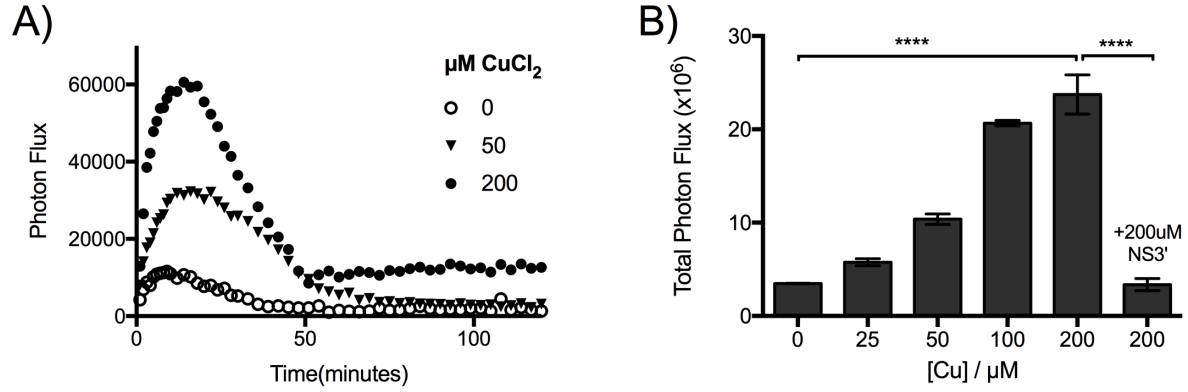 A)
Photon Flux
60000
40000
20000
0
0
50
100
Time(minutes)
µM CuCl2
0
50
200
B)
Total Photon Flux (x10⁶)
30
20
10
0
****
****
+200uM
NS3'
0 25 50 100 200 200
[Cu] / µM